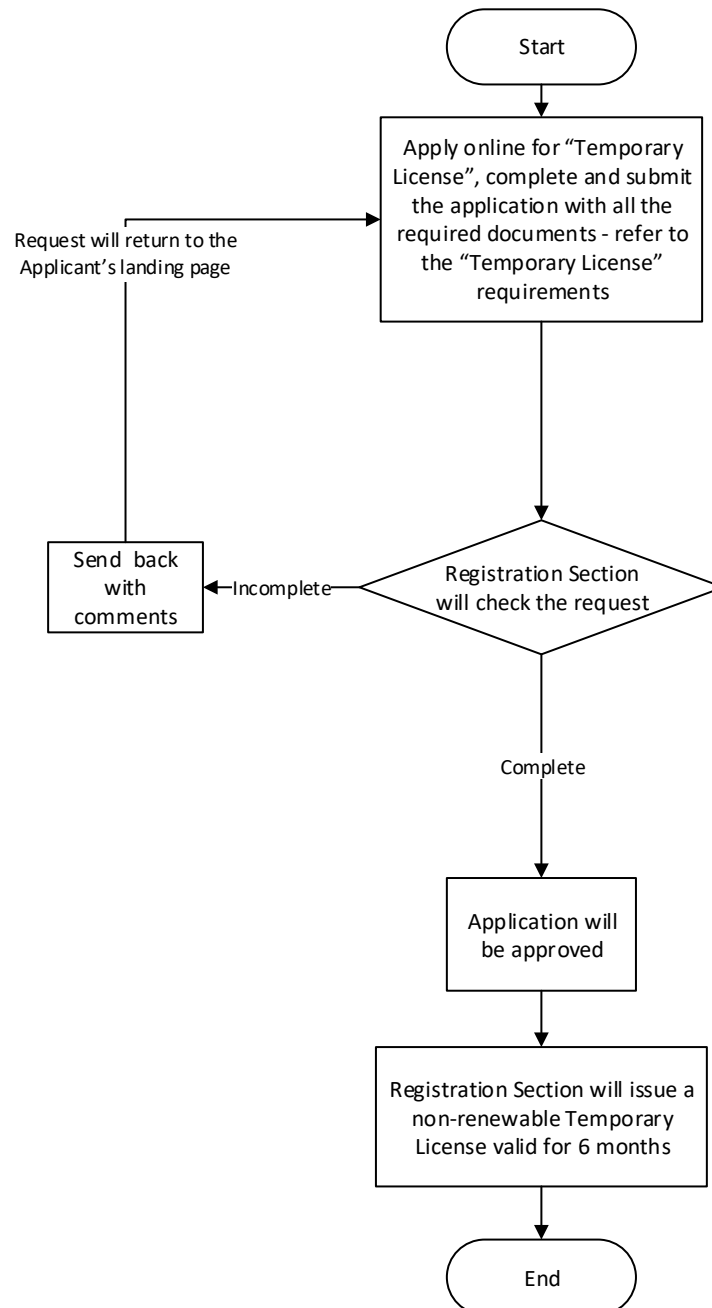 Start
Apply online for “Temporary
License”, complete and submit
the application with all the
required documents - refer to
the “Temporary License”
requirements
Request will return to the
Applicant’s landing page
Send back
with
comments
Incomplete
Registration Section
will check the request
Complete
Application will
be approved
Registration Section will issue a
non-renewable Temporary
License valid for 6 months
End